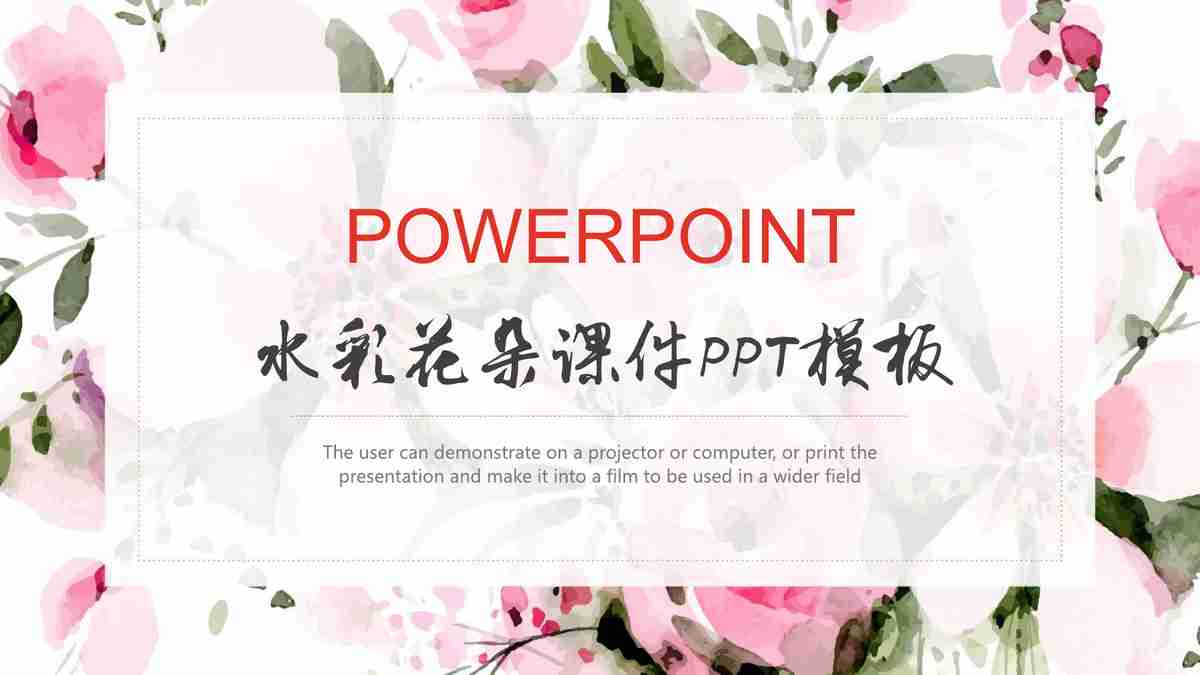 POWERPOINT
水彩花朵课件PPT模板
The user can demonstrate on a projector or computer, or print the
presentation and make it into a film to be used in a wider field